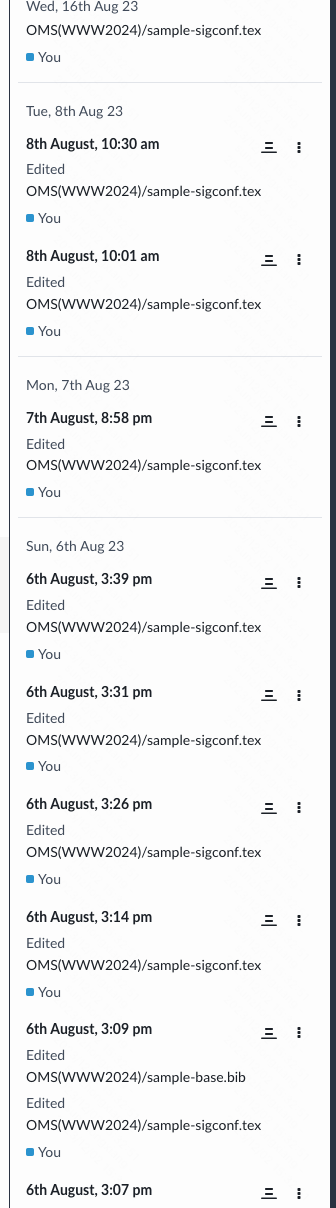 Wed, 16th Aug 23
OMS(WWW2024)/sample-sigconf.tex
You
Tue, 8th Aug 23
8th August, 10:30 am
Edited
OMS(WWW2024)/sample-sigconf.tex
You
8th August, 10:01 am
Edited
OMS(WWW2024)/sample-sigconf.tex
You
Mon, 7th Aug 23
7th August, 8:58 pm
Edited
OMS(WWW2024)/sample-sigconf.tex
You
Sun, 6th Aug 23
6th August, 3:39 pm
Edited
OMS(WWW2024)/sample-sigconf.tex
You
6th August, 3:31 pm
Edited
OMS(WWW2024)/sample-sigconf.tex
You
6th August, 3:26 pm
Edited
OMS(WWW2024)/sample-sigconf.tex
You
6th August, 3:14 pm
Edited
OMS(WWW2024)/sample-sigconf.tex
You
6th August, 3:09 pm
Edited
OMS(WWW2024)/sample-base.bib
Edited
OMS(WWW2024)/sample-sigconf.tex
You
6th August, 3:07 pm